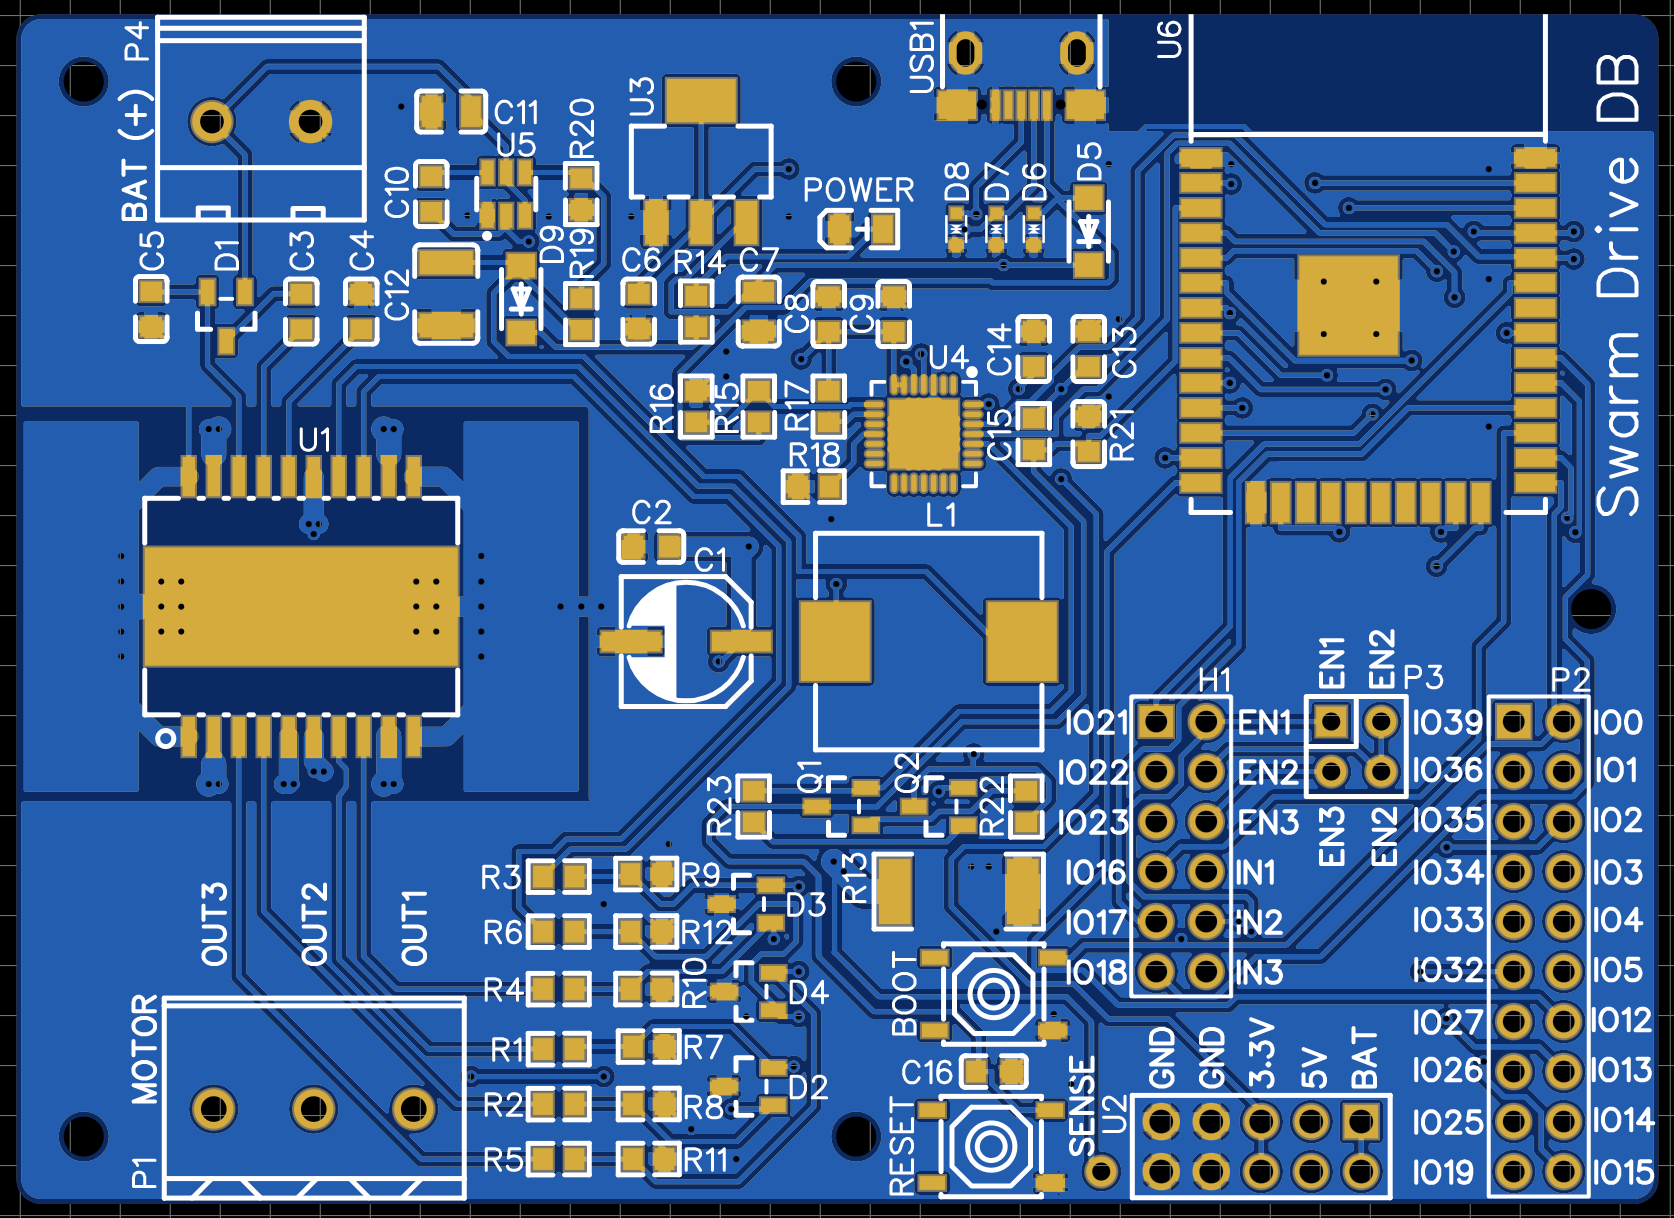 P4
BAT (+)
C11
U5
R20
U3
USB1
U6
C10
POWER
D8
D7
D6
D5
Swarm Drive DB
C5
D1
C3
C4
C12
D9
R19
C6
R14
C7
C8
C9
U4
C14
C13
R16
R15
R17
C15
R21
U1
R18
L1
C2
C1
H1
EN1
EN2
P3
P2
IO21
EN1
IO39
IO0
IO22
EN2
IO36
IO1
IO23
EN3
EN3
EN2
IO35
IO2
IO16
IN1
IO34
IO3
IO17
IN2
IO33
IO4
IO18
IN3
IO32
IO5
IO27
IO12
IO26
IO13
IO25
IO14
IO19
IO15
R23
Q1
Q2
R22
R13
R3
R9
D3
R6
R12
R4
R10
D4
R1
R7
R2
R8
D2
R5
R11
OUT3
OUT2
OUT1
MOTOR
P1
BOOT
C16
RESET
SENSE
U2
GND
GND
3.3V
5V
BAT